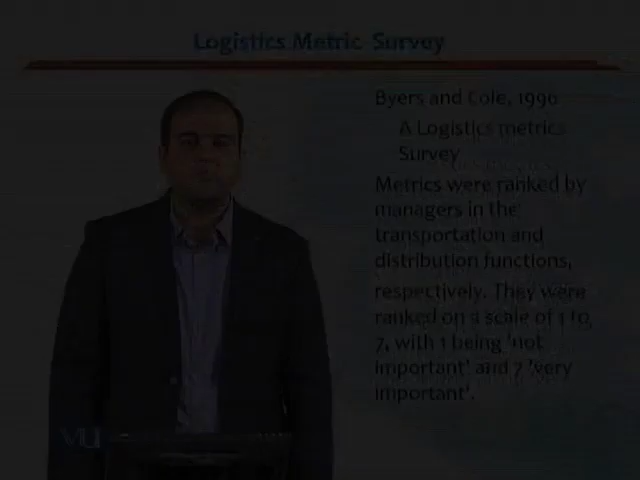 Logistics Metric Survey
Byers and Cole, 1996
A Logistics metrics
Survey
Metrics were ranked by
managers in the
transportation and
distribution functions,
respectively. They were
ranked on a scale of 1 to
7, with 1 being 'not
important' and 7 'very
important'.
VU